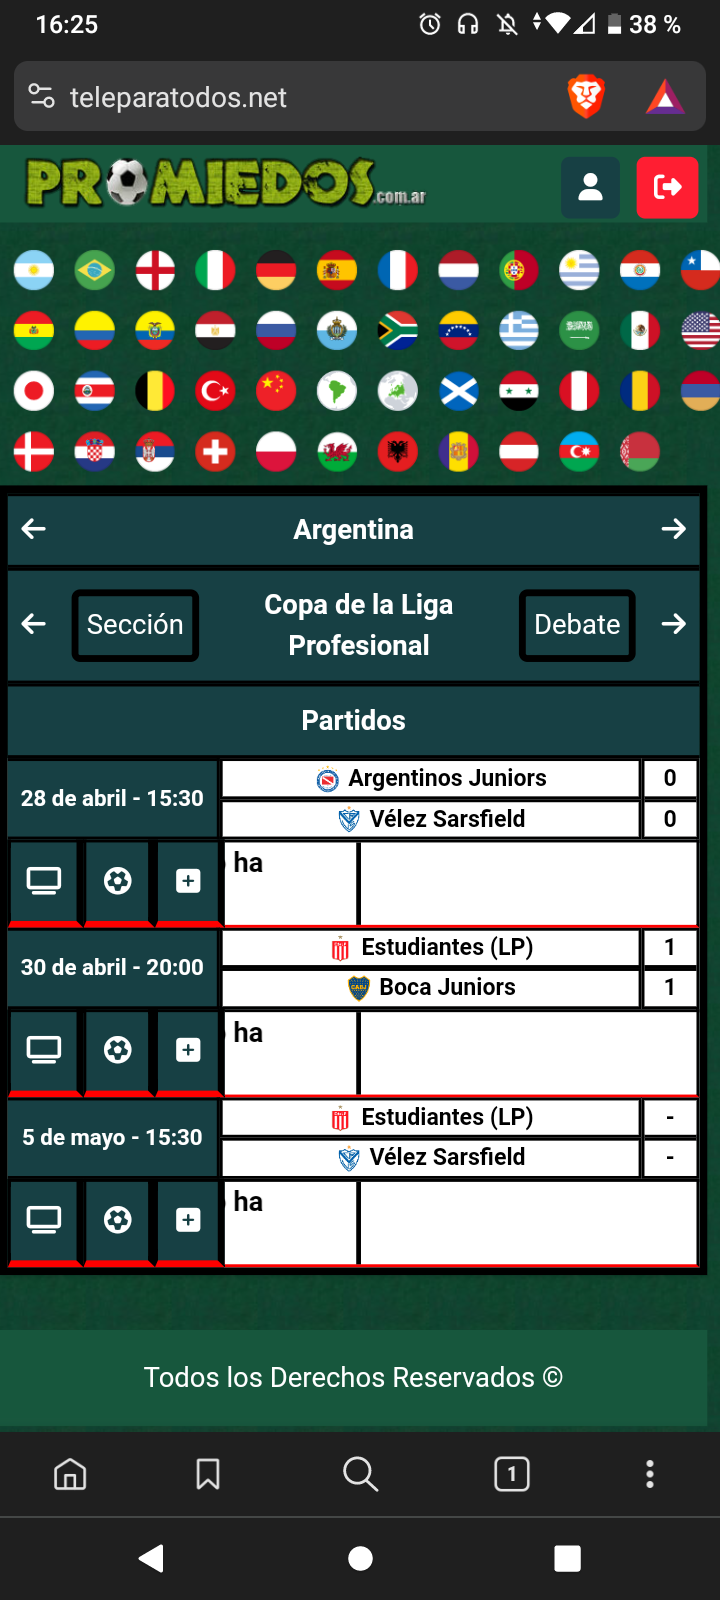 16:25
38 %
teleparatodos.net
PROMIEDOS.com.ar
Argentina
Sección
Copa de la Liga
Profesional
Debate
Partidos
28 de abril - 15:30
Argentinos Juniors 0
Vélez Sarsfield 0
ha
30 de abril - 20:00
Estudiantes (LP) 1
Boca Juniors 1
ha
5 de mayo - 15:30
Estudiantes (LP) -
Vélez Sarsfield -
ha
Todos los Derechos Reservados ©
1